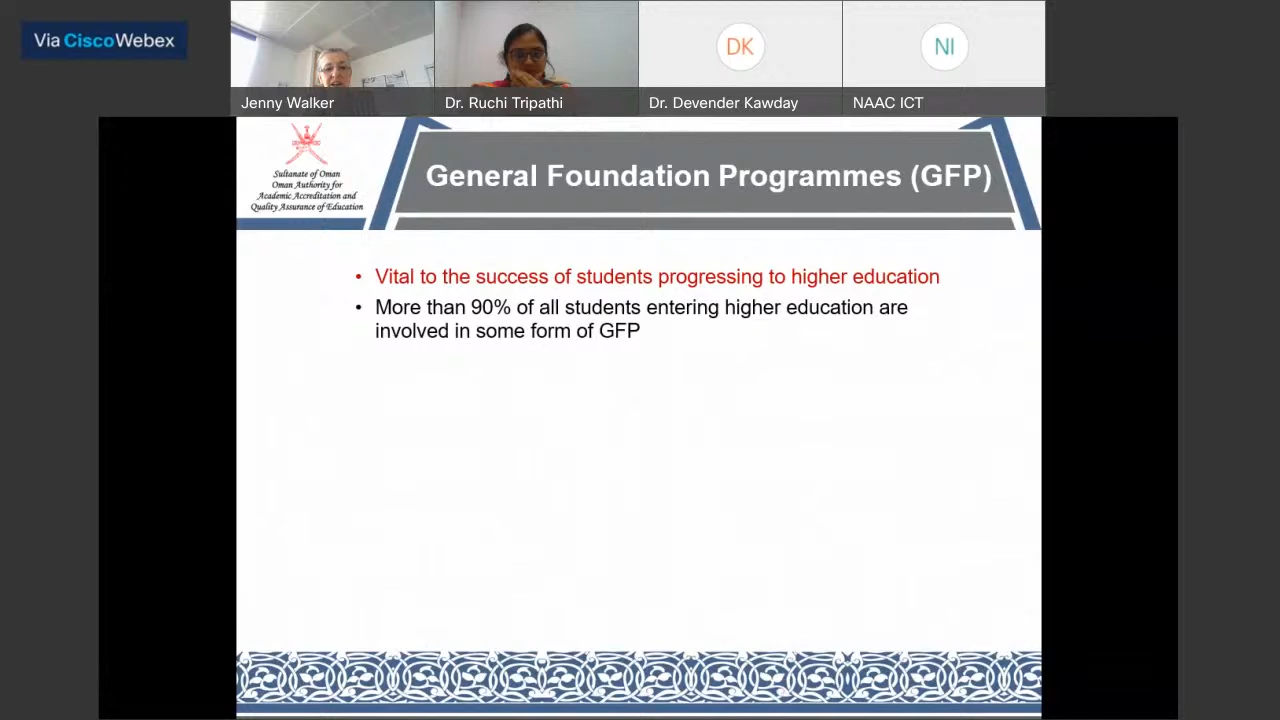 Via CiscoWebex
Jenny Walker
Dr. Ruchi Tripathi
DK
Dr. Devender Kawday
NI
NAAC ICT
Sultanate of Oman
Oman Authority for
Academic Accreditation and
Quality Assurance of Education
General Foundation Programmes (GFP)
• Vital to the success of students progressing to higher education
• More than 90% of all students entering higher education are
involved in some form of GFP